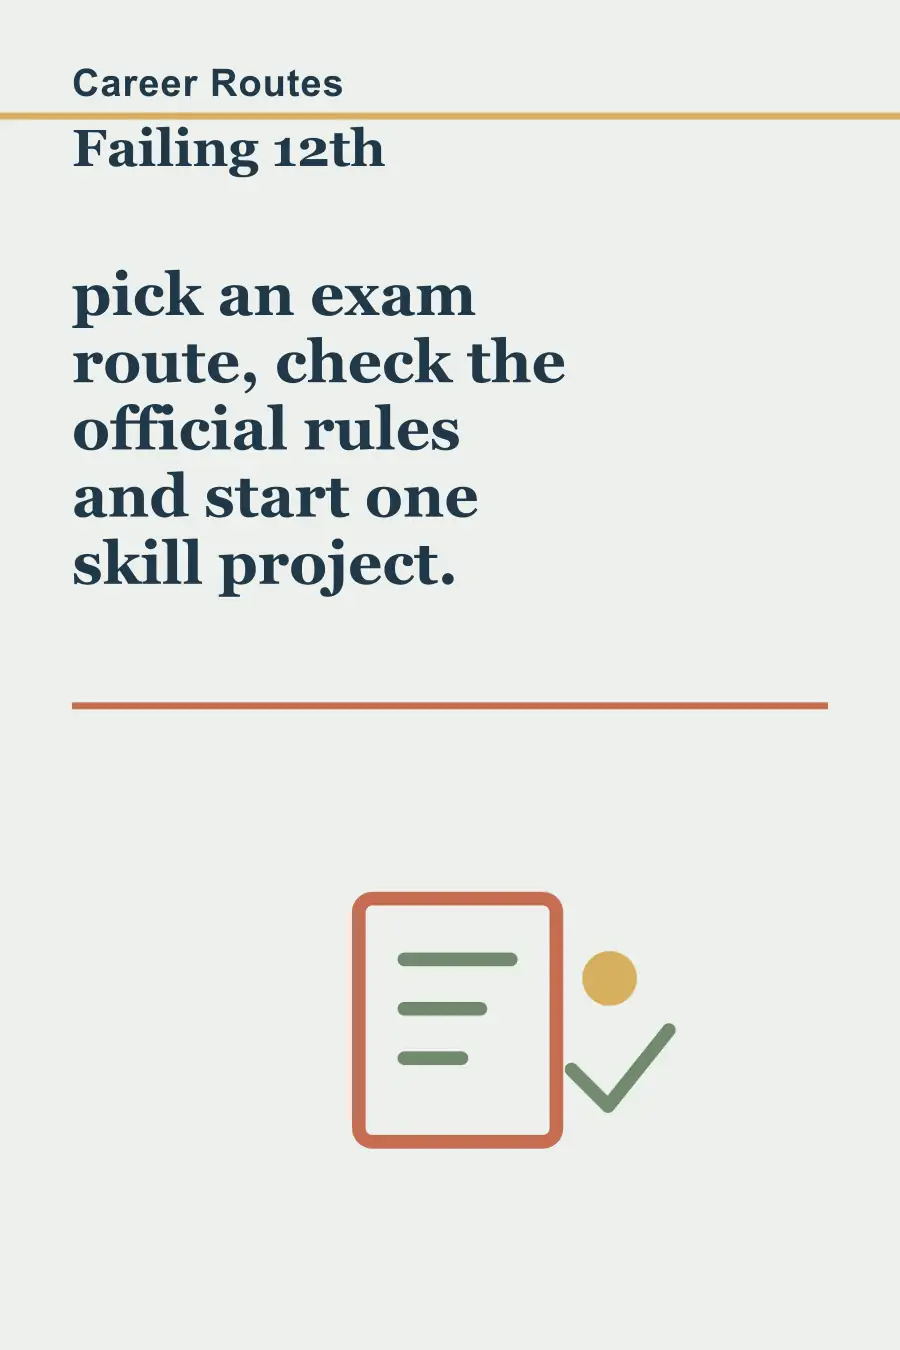 Career Routes
Failing 12th
pick an exam
route, check the
official rules
and start one
skill project.